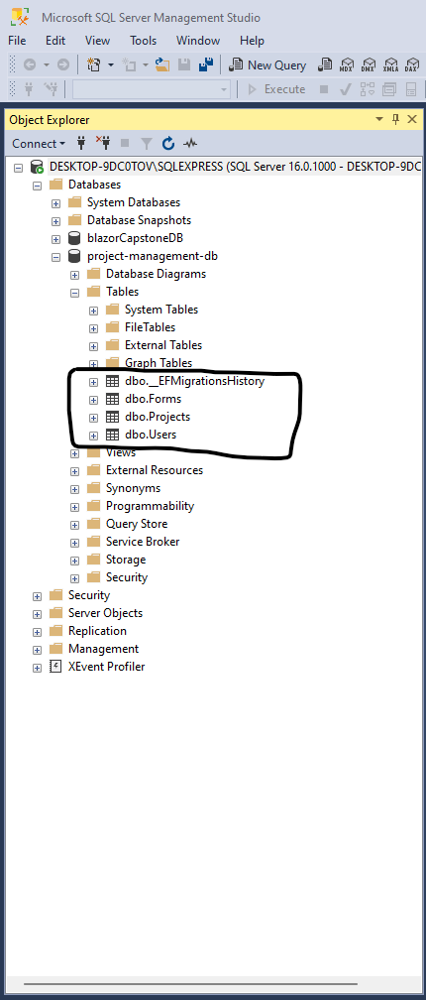 Microsoft SQL Server Management Studio
File Edit View Tools Window Help
New Query MDX DMX XMLA DAX
Execute
Object Explorer
Connect
DESKTOP-9DC0TOV\SQLEXPRESS (SQL Server 16.0.1000 - DESKTOP-9DC
Databases
System Databases
Database Snapshots
blazorCapstoneDB
project-management-db
Database Diagrams
Tables
System Tables
FileTables
External Tables
Graph Tables
dbo.__EFMigrationsHistory
dbo.Forms
dbo.Projects
dbo.Users
Views
External Resources
Synonyms
Programmability
Query Store
Service Broker
Storage
Security
Security
Server Objects
Replication
Management
XEvent Profiler